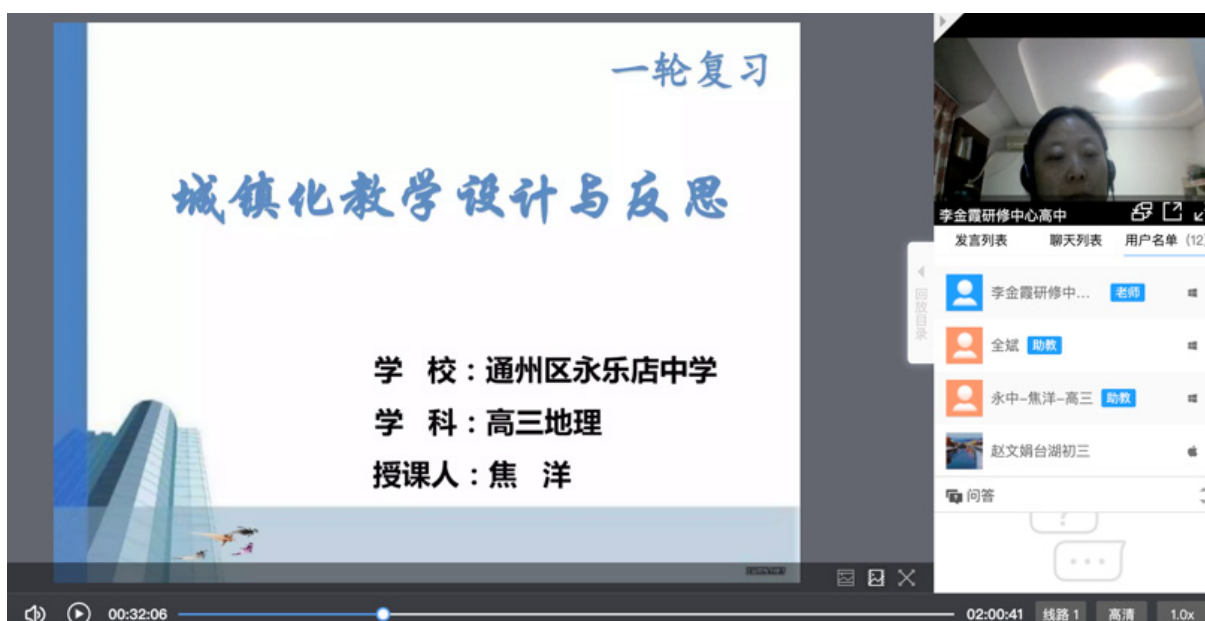 一轮复习
城镇化教学设计与反思
学 校：通州区永乐店中学
学 科：高三地理
授课人：焦 洋
李金霞研修中心高中
发言列表 聊天列表 用户名单 (12
回放目录
李金霞研修中... 老师
全斌 助教
永中-焦洋-高三 助教
赵文娟台湖初三
问答
00:32:06 02:00:41 线路 1 高清 1.0x